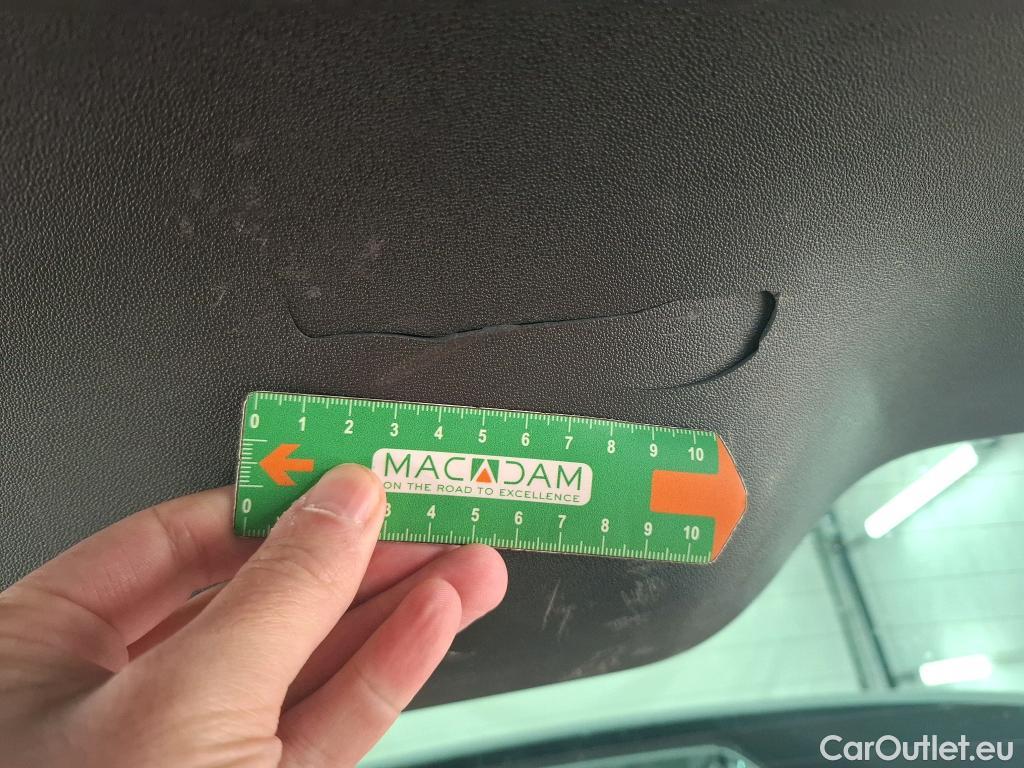 0 1 2 3 4 5 6 7 8 9 10
MACADAM
ON THE ROAD TO EXCELLENCE
0 3 4 5 6 7 8 9 10
CarOutlet.eu